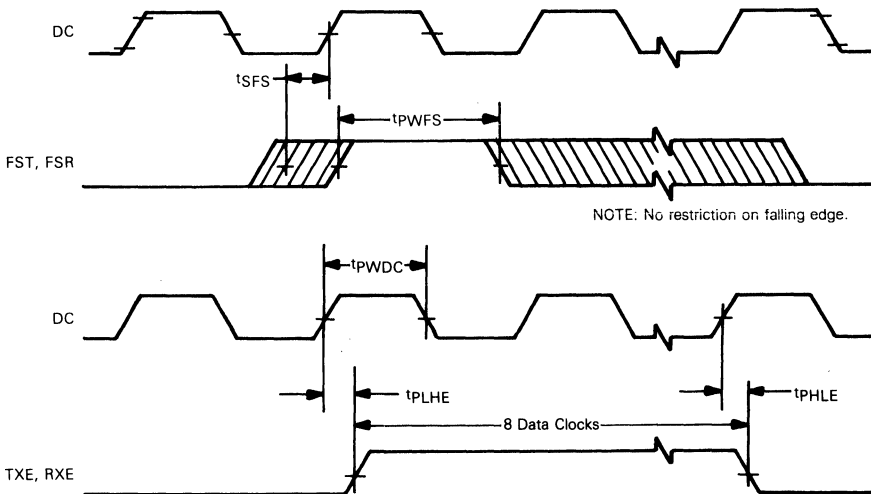 DC
tSFS
tPWFS
FST, FSR
NOTE: No restriction on falling edge.
tPWDC
DC
tPLHE
tPHLE
8 Data Clocks
TXE, RXE